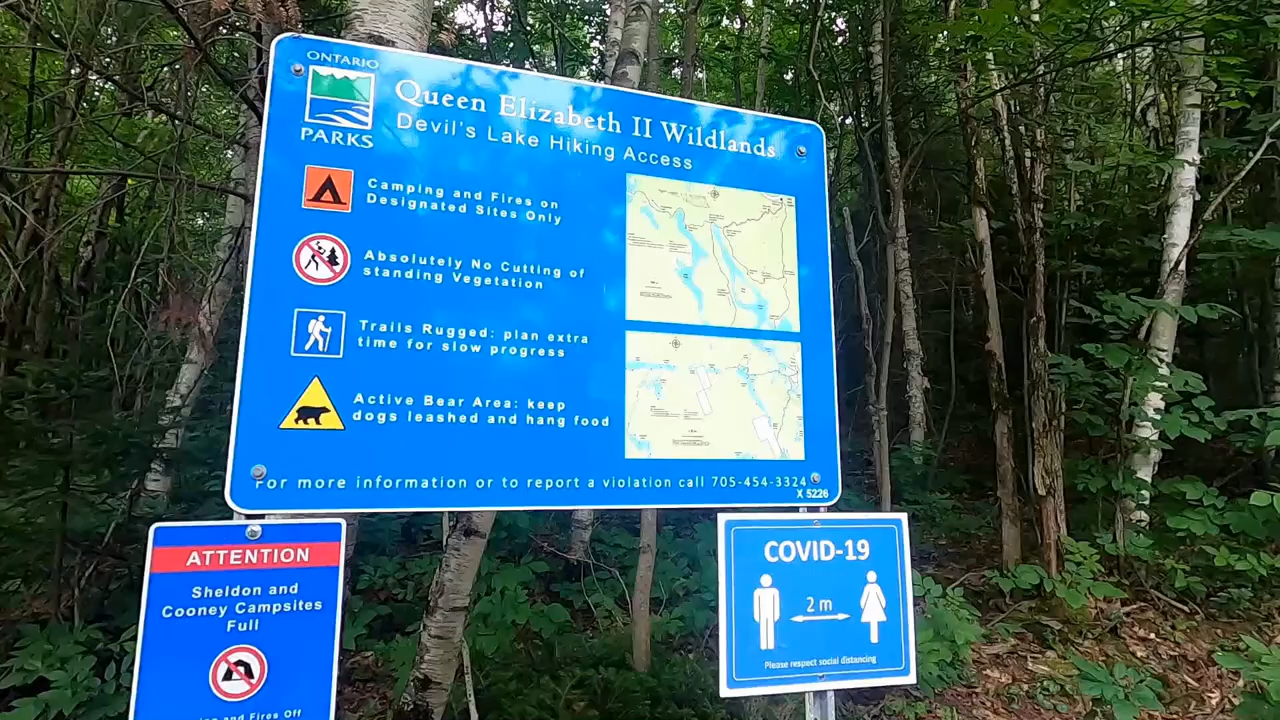 ONTARIO
PARKS
Queen Elizabeth II Wildlands
Devil's Lake Hiking Access
Camping and Fires on
Designated Sites Only
Absolutely No Cutting of
standing Vegetation
Trails Rugged: plan extra
time for slow progress
Active Bear Area: keep
dogs leashed and hang food
For more information or to report a violation call 705-454-3324
X 5226
ATTENTION
Sheldon and
Cooney Campsites
Full
and Fires Off
COVID-19
2 m
Please respect social distancing